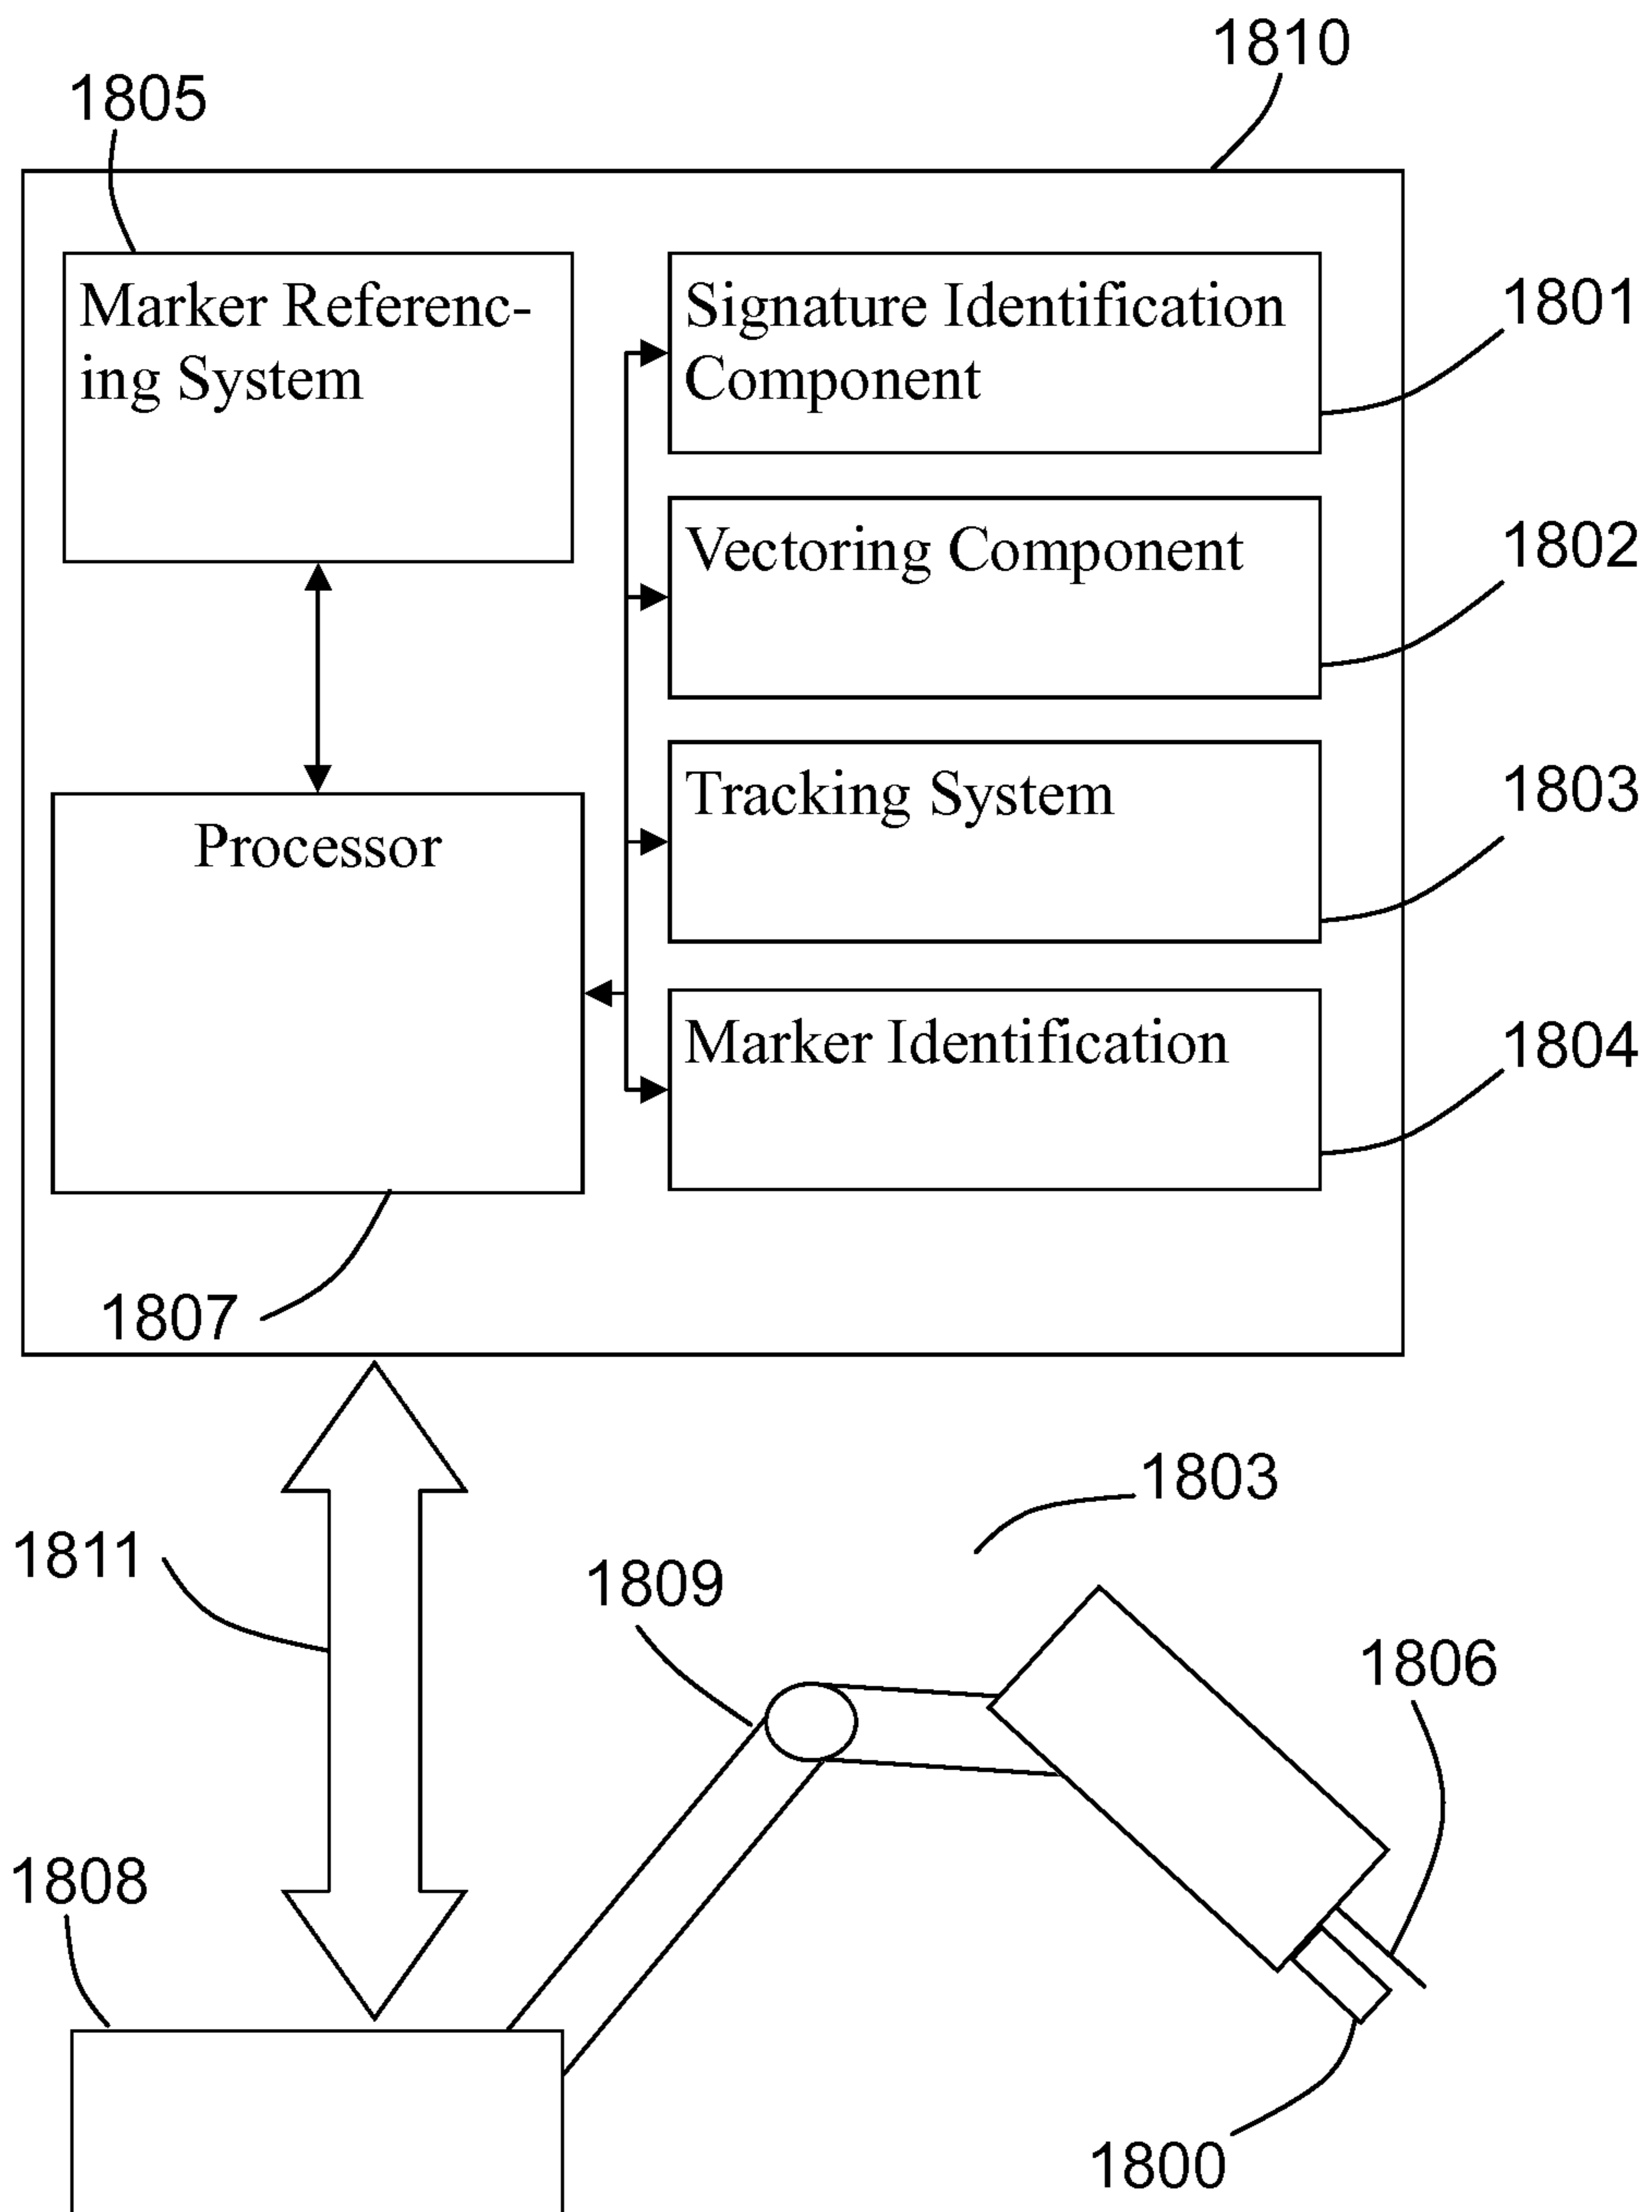 1810
1805
Marker Referenc-
ing System
Signature Identification
Component
1801
Vectoring Component
1802
Tracking System
1803
Processor
Marker Identification
1804
1807
1803
1811
1809
1806
1808
1800